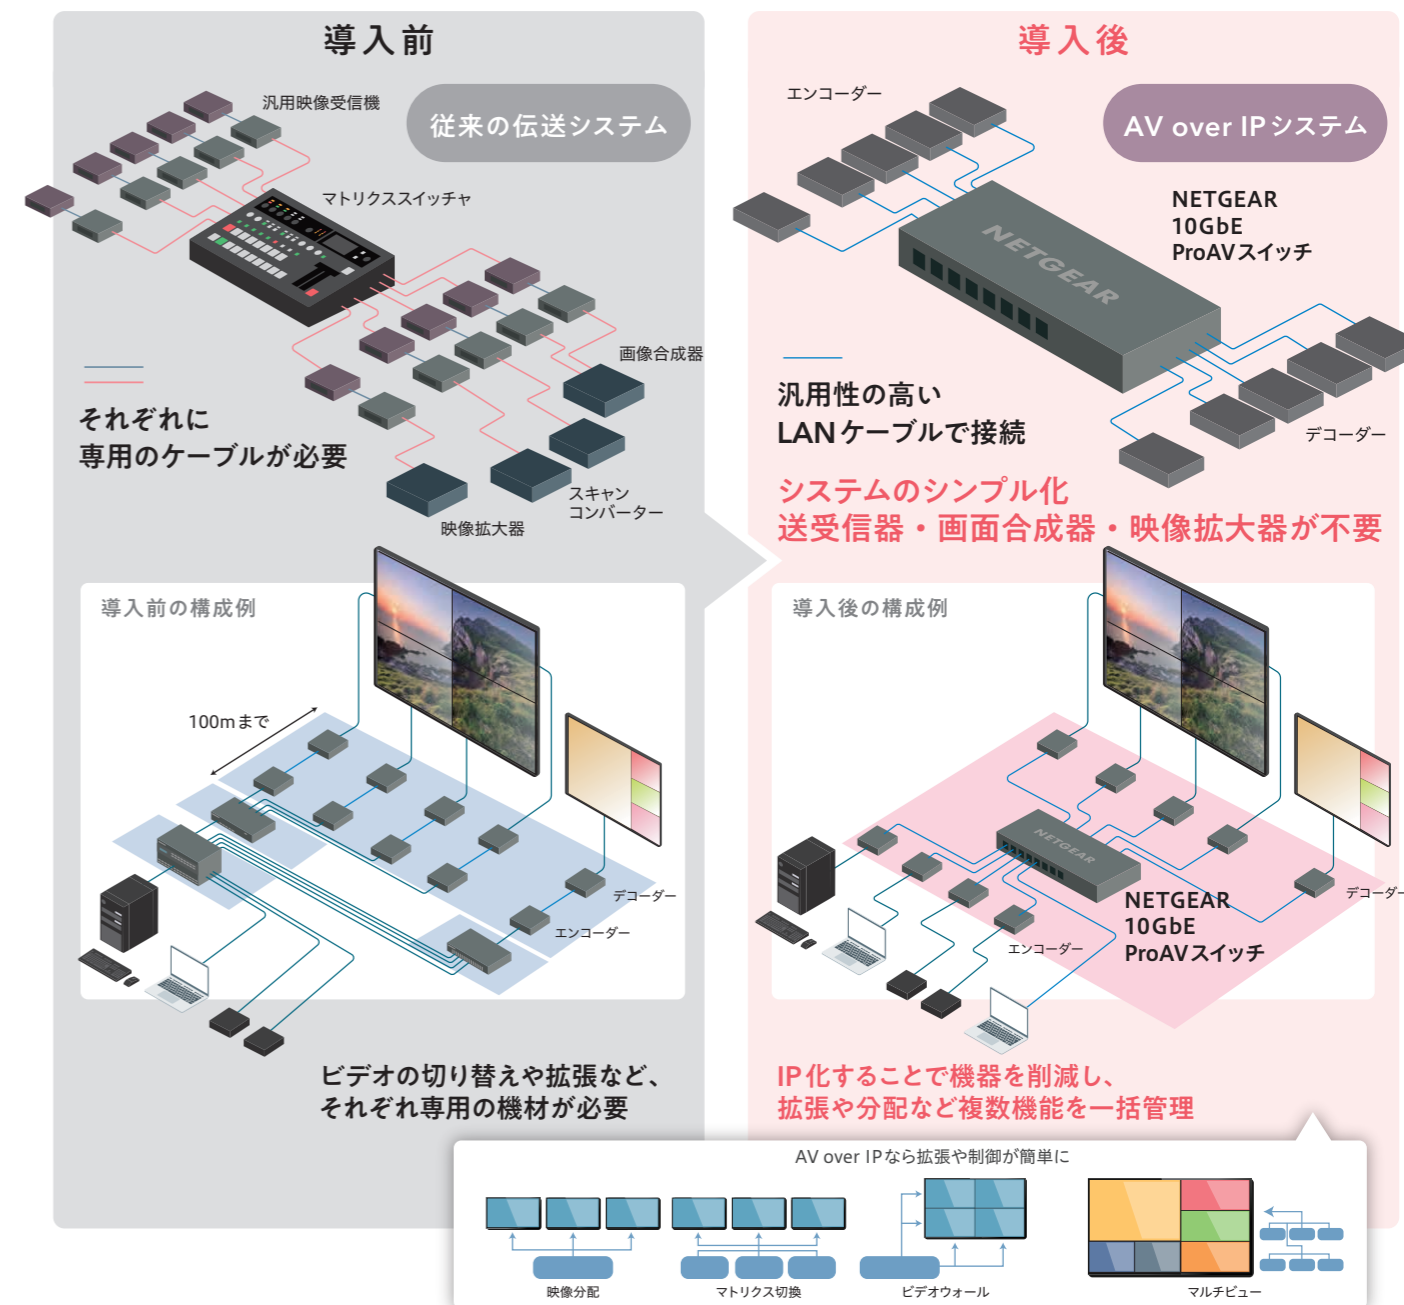 導入前
汎用映像受信機
従来の伝送システム
マトリクススイッチャ
画像合成器
それぞれに
専用のケーブルが必要
スキャン
コンバーター
映像拡大器
導入前の構成例
100mまで
デコーダー
エンコーダー
ビデオの切り替えや拡張など、
それぞれ専用の機材が必要
導入後
エンコーダー
AV over IPシステム
NETGEAR
10GbE
ProAVスイッチ
NETGEAR
汎用性の高い
LANケーブルで接続
デコーダー
システムのシンプル化
送受信器・画面合成器・映像拡大器が不要
導入後の構成例
NETGEAR
デコーダー
NETGEAR
10GbE
ProAVスイッチ
エンコーダー
IP化することで機器を削減し、
拡張や分配など複数機能を一括管理
AV over IPなら拡張や制御が簡単に
映像分配
マトリクス切換
ビデオウォール
マルチビュー